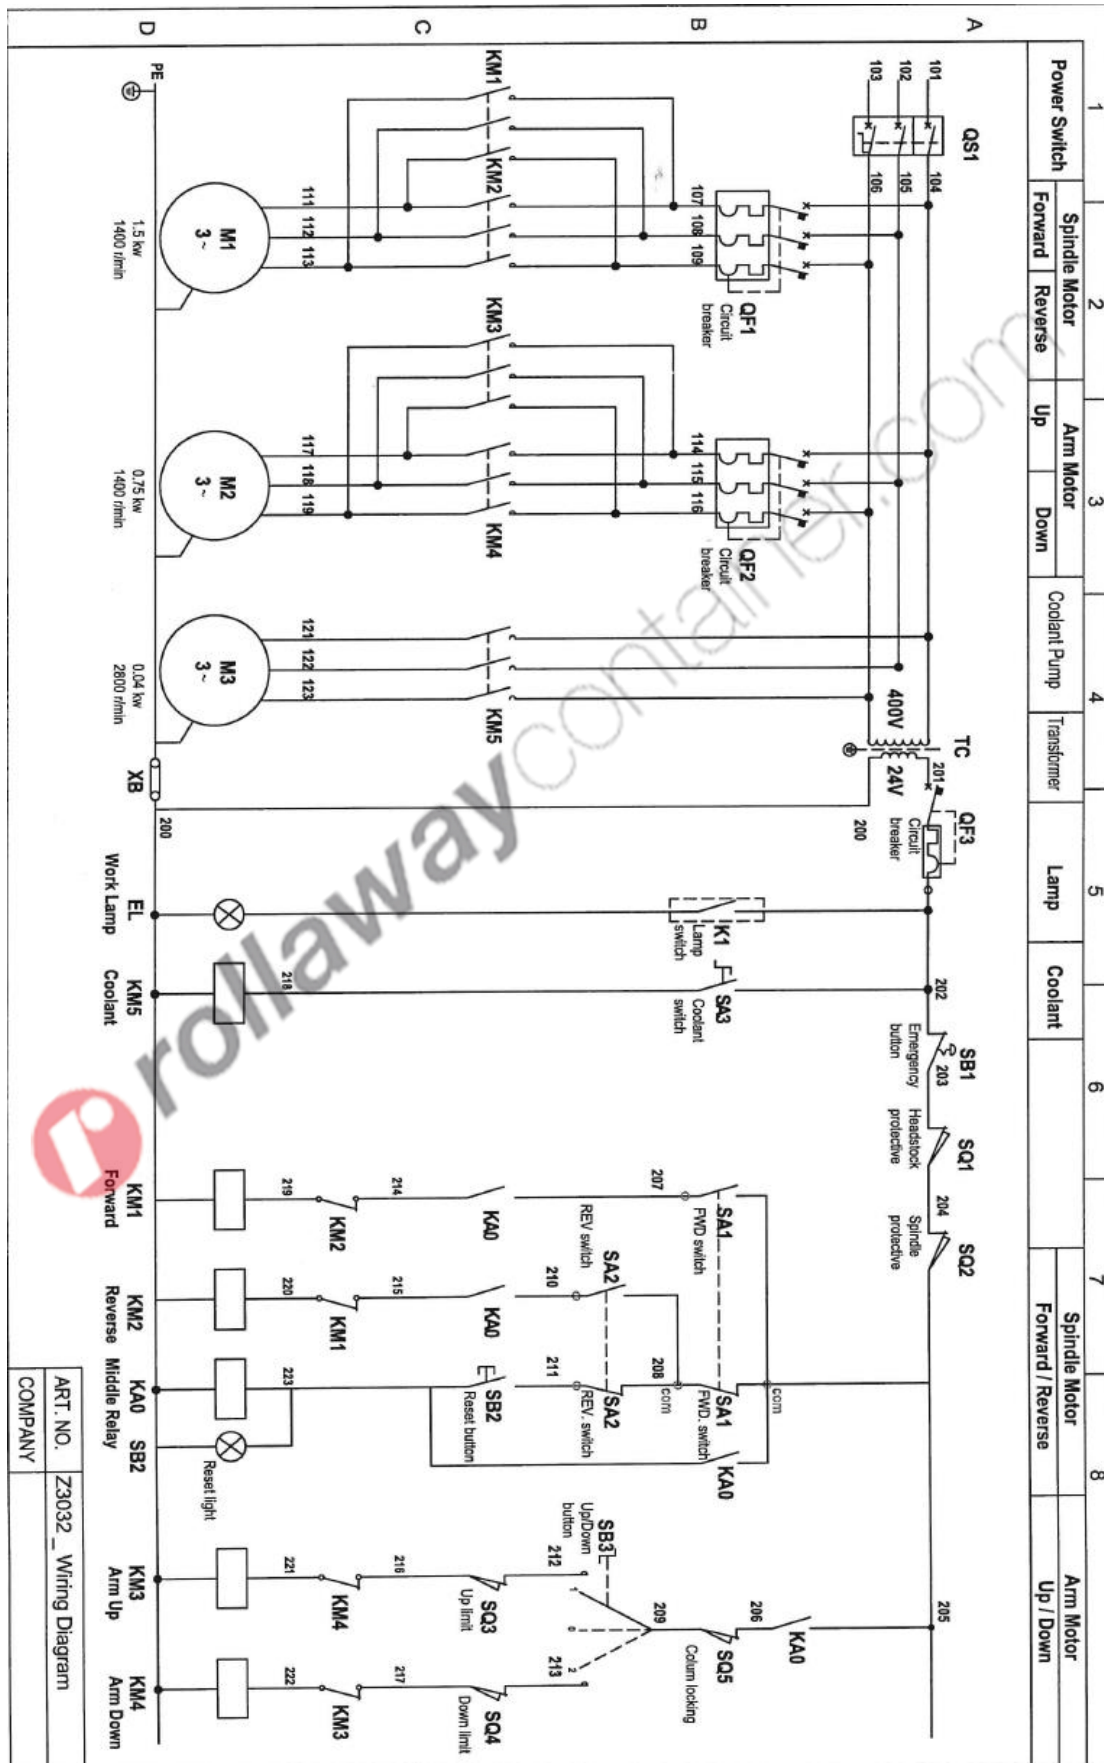 A
B
C
D
1
2
3
4
5
6
7
8
Power Switch
Spindle Motor
Forward
Reverse
Arm Motor
Up
Down
Coolant Pump
Transformer
Lamp
Coolant
Spindle Motor
Forward / Reverse
Arm Motor
Up / Down
101
102
103
QS1
104
105
106
107
108
109
QF1
Circuit
breaker
KM1
KM2
111
112
113
M1
3~
1.5 kw
1400 r/min
PE
114
115
116
QF2
Circuit
breaker
KM3
KM4
117
118
119
M2
3~
0.75 kw
1400 r/min
KM5
121
122
123
M3
3~
0.04 kw
2800 r/min
XB
400V
TC
24V
201
QF3
Circuit
breaker
200
200
K1
Lamp
switch
EL
Work Lamp
202
SA3
Coolant
switch
218
KM5
Coolant
SB1
203
Emergency
button
SQ1
Headstock
protective
204
SQ2
Spindle
protective
SA1
FWD switch
207
KA0
214
KM2
219
KM1
Forward
SA2
REV switch
210
KA0
215
KM1
220
KM2
Reverse
com
SA1
FWD. switch
208
com
SA2
REV. switch
211
SB2
Reset button
KA0
223
KA0
Middle Relay
SB2
Reset light
205
KA0
206
SQ5
Colum locking
209
SB3
Up/Down
button
1
0
2
212
213
SQ3
Up limit
216
KM4
221
KM3
Arm Up
SQ4
Down limit
217
KM3
222
KM4
Arm Down
ART. NO.
Z3032_ Wiring Diagram
COMPANY
rollawaycontainer.com